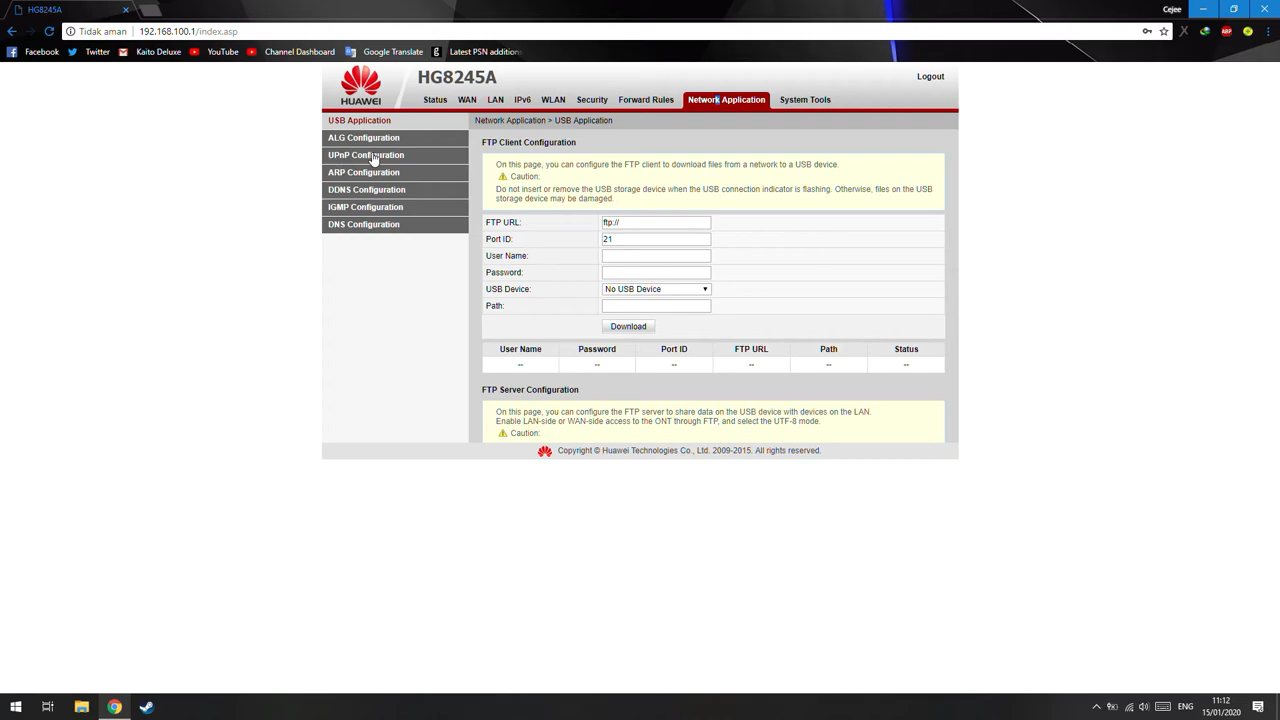 HG8245A
Cejee
Tidak aman
192.168.100.1/index.asp
ABP
Facebook
Twitter
Kaito Deluxe
YouTube
Channel Dashboard
Google Translate
g
Latest PSN additions
HUAWEI
HG8245A
Logout
Status WAN LAN IPv6 WLAN Security Forward Rules Network Application System Tools
USB Application
ALG Configuration
UPnP Configuration
ARP Configuration
DDNS Configuration
IGMP Configuration
DNS Configuration
Network Application > USB Application
FTP Client Configuration
On this page, you can configure the FTP client to download files from a network to a USB device.
Caution:
Do not insert or remove the USB storage device when the USB connection indicator is flashing. Otherwise, files on the USB
storage device may be damaged.
FTP URL: ftp://
Port ID: 21
User Name:
Password:
USB Device: No USB Device
Path:
Download
User Name Password Port ID FTP URL Path Status
-- -- -- -- -- --
FTP Server Configuration
On this page, you can configure the FTP server to share data on the USB device with devices on the LAN.
Enable LAN-side or WAN-side access to the ONT through FTP, and select the UTF-8 mode.
Caution:
Copyright © Huawei Technologies Co., Ltd. 2009-2015. All rights reserved.
ENG
11:12
15/01/2020